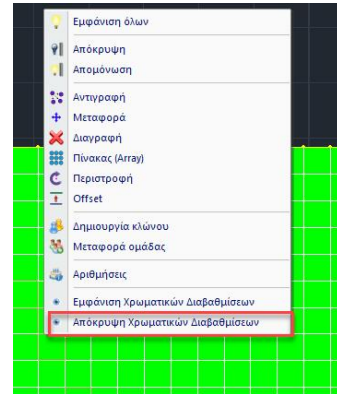 Εμφάνιση όλων
Απόκρυψη
Απομόνωση
Αντιγραφή
Μεταφορά
Διαγραφή
Πίνακας (Array)
Περιστροφή
Offset
Δημιουργία κλώνου
Μεταφορά ομάδας
Αριθμήσεις
Εμφάνιση Χρωματικών Διαβαθμίσεων
Απόκρυψη Χρωματικών Διαβαθμίσεων